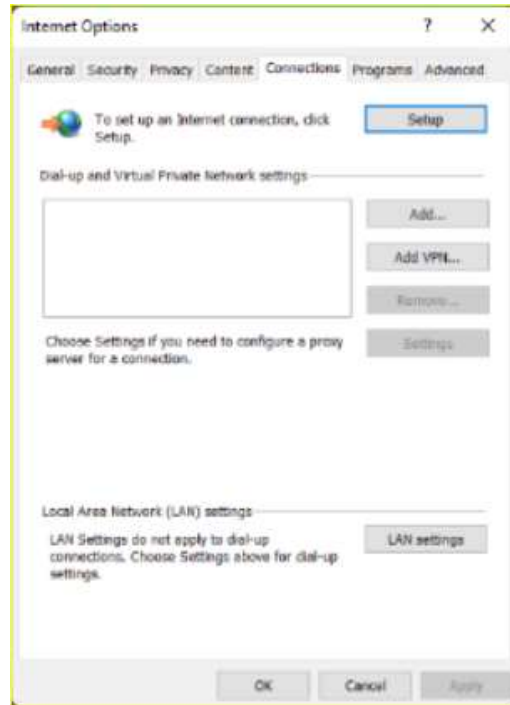 Internet Options ? ×
General Security Privacy Content Connections Programs Advanced
To set up an Internet connection, click
Setup.
Setup
Dial-up and Virtual Private Network settings
Add...
Add VPN...
Remove...
Choose Settings if you need to configure a proxy
server for a connection.
Settings
Local Area Network (LAN) settings
LAN Settings do not apply to dial-up
connections. Choose Settings above for dial-up
settings.
LAN settings
OK Cancel Apply